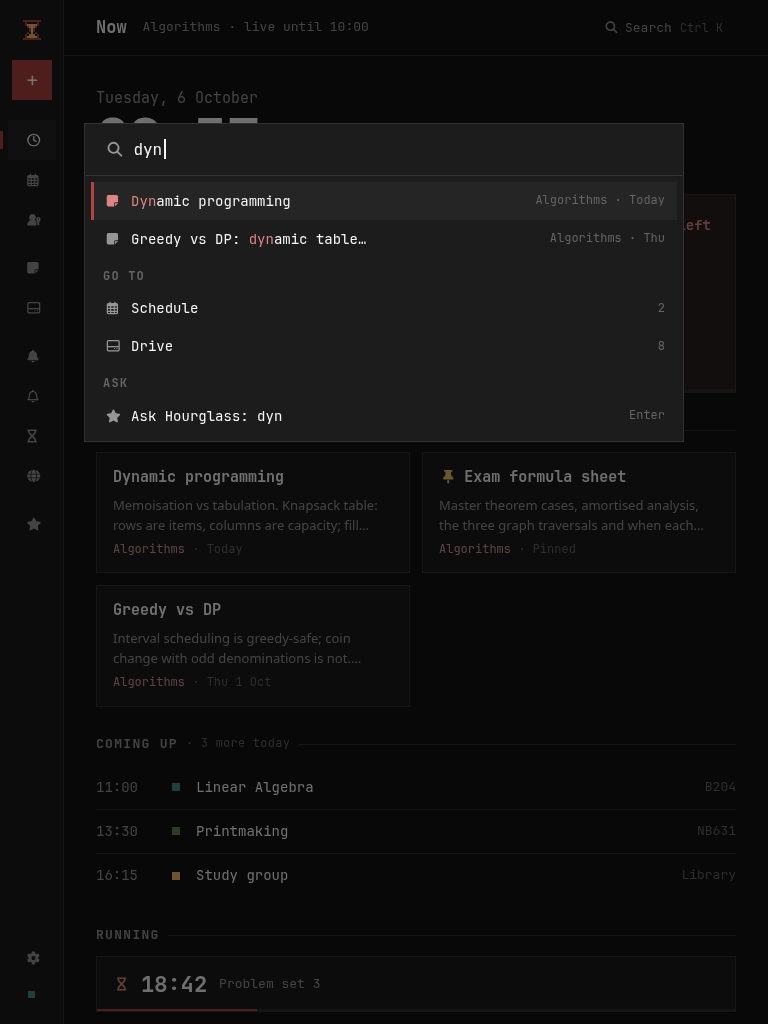 Now
Algorithms · live until 10:00
Search Ctrl K
+
Tuesday, 6 October
dyn
Dynamic programming
Algorithms · Today
Greedy vs DP: dynamic table…
Algorithms · Thu
left
GO TO
Schedule
2
Drive
8
ASK
Ask Hourglass: dyn
Enter
Dynamic programming
Memoisation vs tabulation. Knapsack table:
rows are items, columns are capacity; fill…
Algorithms · Today
Exam formula sheet
Master theorem cases, amortised analysis,
the three graph traversals and when each…
Algorithms · Pinned
Greedy vs DP
Interval scheduling is greedy-safe; coin
change with odd denominations is not.…
Algorithms · Thu 1 Oct
COMING UP · 3 more today
11:00
Linear Algebra
B204
13:30
Printmaking
NB631
16:15
Study group
Library
RUNNING
18:42
Problem set 3